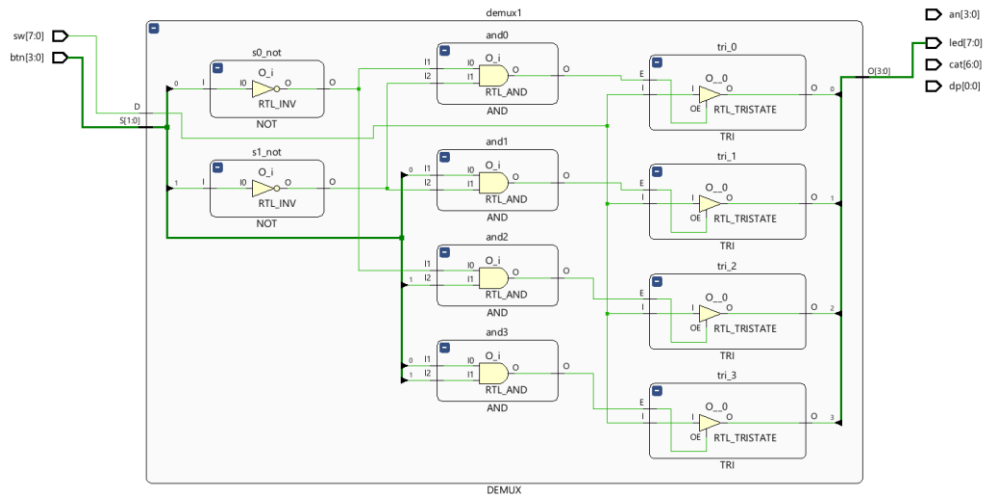 demux1
sw[7:0]
btn[3:0]
D
S[1:0]
s0_not
0 I I0 O_i O O
RTL_INV
NOT
s1_not
1 I I0 O_i O O
RTL_INV
NOT
and0
I1 I0 O_i
I2 I1 O O
RTL_AND
AND
and1
0 I1 I0 O_i
I2 I1 O O
RTL_AND
AND
and2
I1 I0 O_i
1 I2 I1 O O
RTL_AND
AND
and3
0 I1 I0 O_i
1 I2 I1 O O
RTL_AND
AND
tri_0
E O__0
I I O O 0
OE RTL_TRISTATE
TRI
tri_1
E O__0
I I O O 1
OE RTL_TRISTATE
TRI
tri_2
E O__0
I I O O 2
OE RTL_TRISTATE
TRI
tri_3
E O__0
I I O O 3
OE RTL_TRISTATE
TRI
O[3:0]
an[3:0]
led[7:0]
cat[6:0]
dp[0:0]
DEMUX